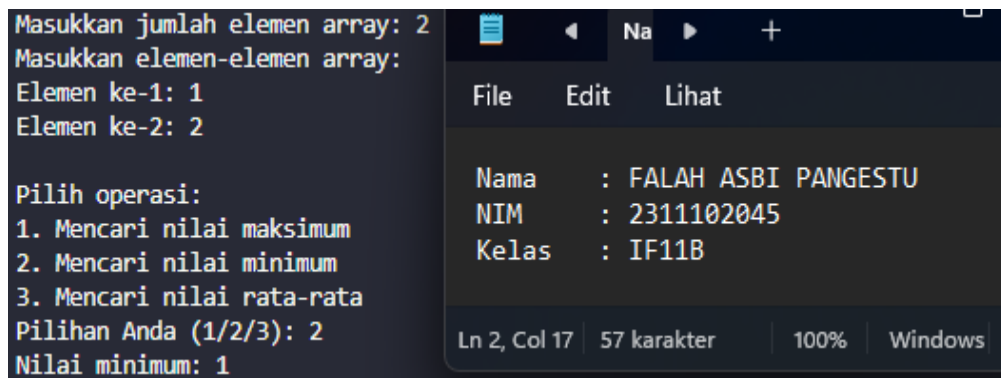 Masukkan jumlah elemen array: 2
Masukkan elemen-elemen array:
Elemen ke-1: 1
Elemen ke-2: 2
Pilih operasi:
1. Mencari nilai maksimum
2. Mencari nilai minimum
3. Mencari nilai rata-rata
Pilihan Anda (1/2/3): 2
Nilai minimum: 1
Na
File Edit Lihat
Nama : FALAH ASBI PANGESTU
NIM : 2311102045
Kelas : IF11B
Ln 2, Col 17 57 karakter 100% Windows